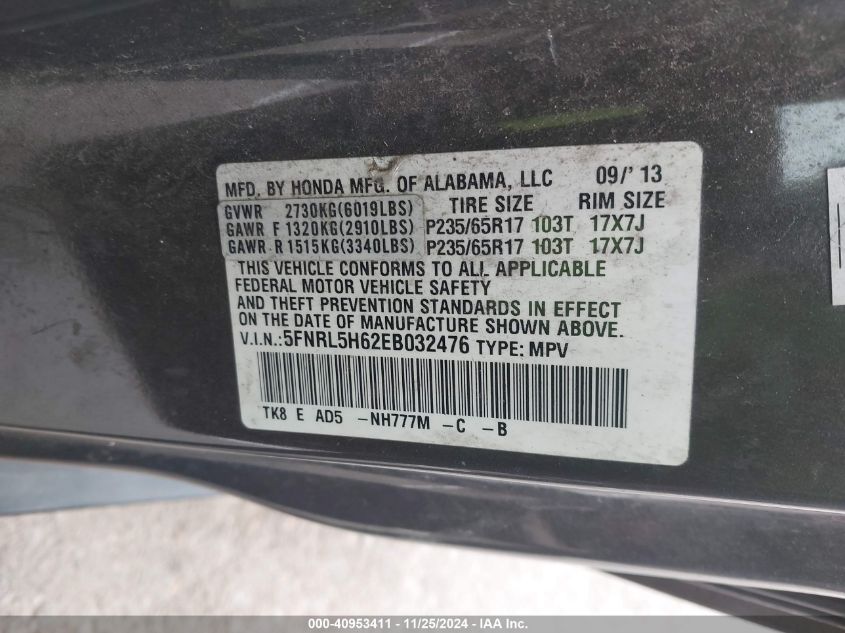 MFD. BY HONDA MFG. OF ALABAMA, LLC 09/' 13
GVWR 2730KG(6019LBS) TIRE SIZE RIM SIZE
GAWR F 1320KG(2910LBS) P235/65R17 103T 17X7J
GAWR R 1515KG(3340LBS) P235/65R17 103T 17X7J
THIS VEHICLE CONFORMS TO ALL APPLICABLE
FEDERAL MOTOR VEHICLE SAFETY
AND THEFT PREVENTION STANDARDS IN EFFECT
ON THE DATE OF MANUFACTURE SHOWN ABOVE.
V.I.N.:5FNRL5H62EB032476 TYPE: MPV
TK8 E AD5 -NH777M -C -B
000-40953411 - 11/25/2024 - IAA Inc.